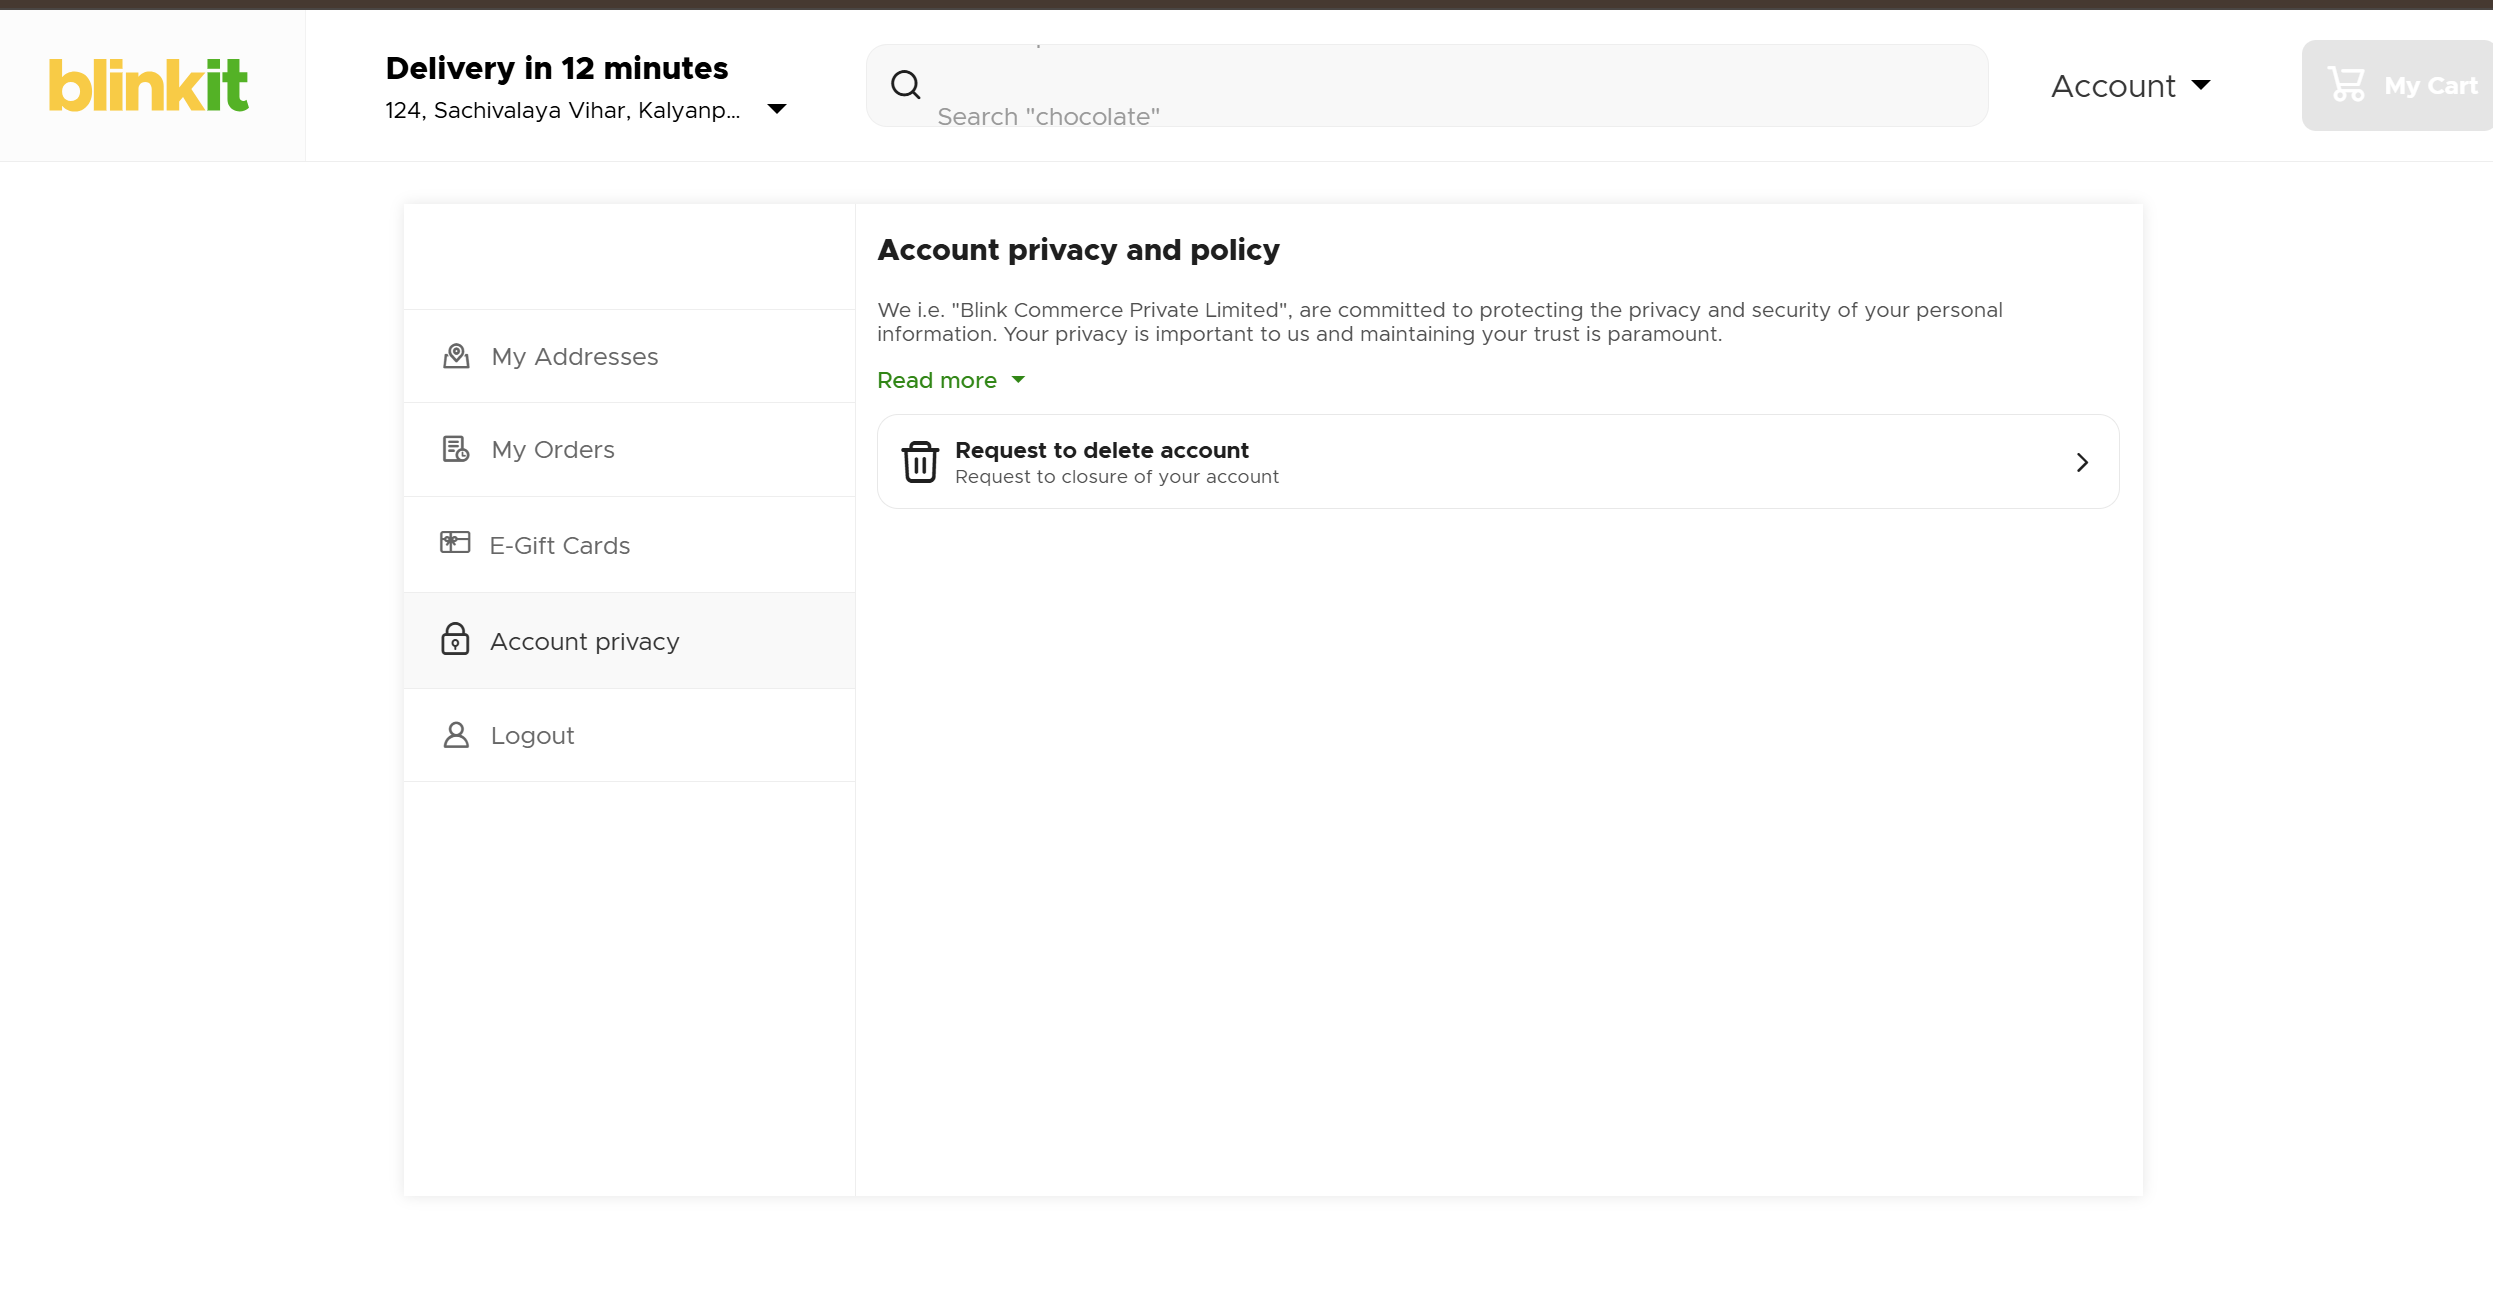 blinkit
Delivery in 12 minutes
124, Sachivalaya Vihar, Kalyanp...
Search "chocolate"
Account
My Cart
My Addresses
My Orders
E-Gift Cards
Account privacy
Logout
Account privacy and policy
We i.e. "Blink Commerce Private Limited", are committed to protecting the privacy and security of your personal
information. Your privacy is important to us and maintaining your trust is paramount.
Read more
Request to delete account
Request to closure of your account